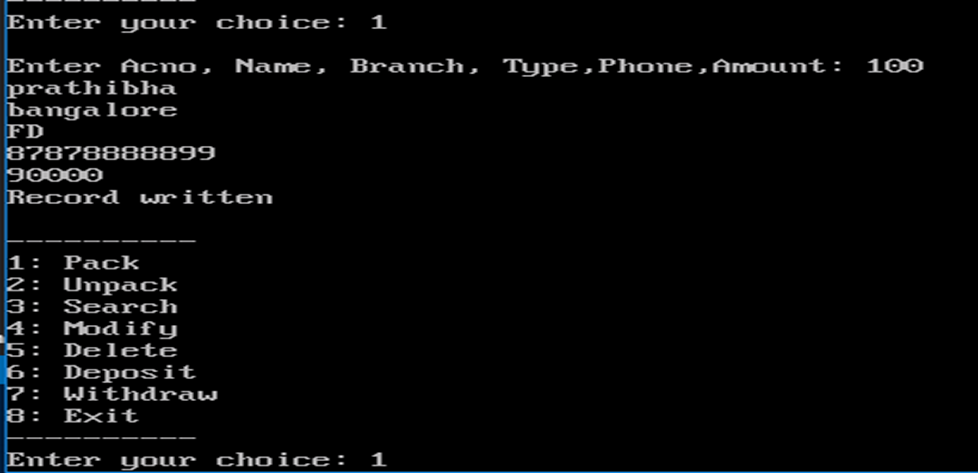 ----------
Enter your choice: 1
Enter Acno, Name, Branch, Type,Phone,Amount: 100
prathibha
bangalore
FD
87878888899
90000
Record written
----------
1: Pack
2: Unpack
3: Search
4: Modify
5: Delete
6: Deposit
7: Withdraw
8: Exit
----------
Enter your choice: 1